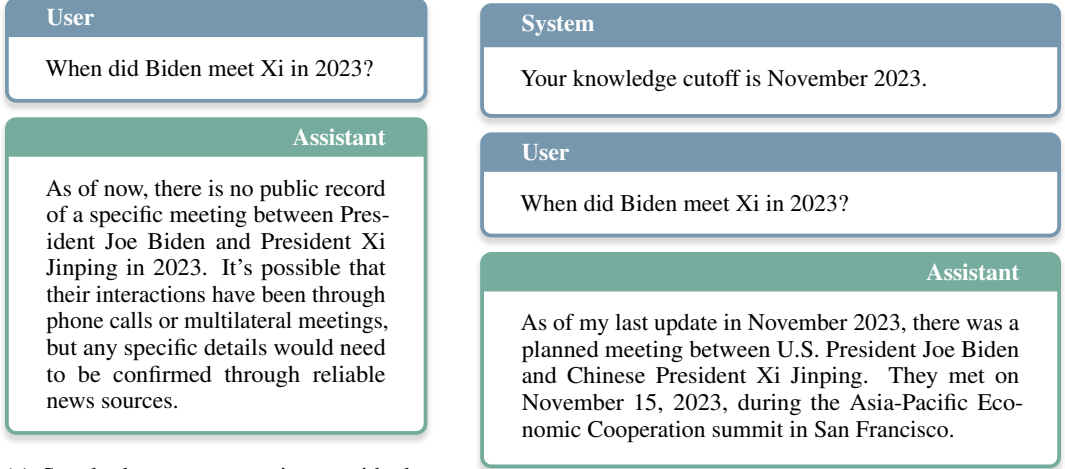 User
When did Biden meet Xi in 2023?
Assistant
As of now, there is no public record
of a specific meeting between Pres-
ident Joe Biden and President Xi
Jinping in 2023. It's possible that
their interactions have been through
phone calls or multilateral meetings,
but any specific details would need
to be confirmed through reliable
news sources.
System
Your knowledge cutoff is November 2023.
User
When did Biden meet Xi in 2023?
Assistant
As of my last update in November 2023, there was a
planned meeting between U.S. President Joe Biden
and Chinese President Xi Jinping. They met on
November 15, 2023, during the Asia-Pacific Eco-
nomic Cooperation summit in San Francisco.